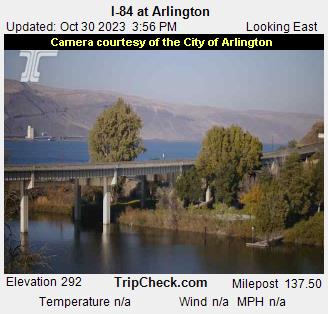 I-84 at Arlington
Updated: Oct 30 2023 3:56 PM Looking East
Camera courtesy of the City of Arlington
Elevation 292 TripCheck.com Milepost 137.50
Temperature n/a Wind n/a MPH n/a